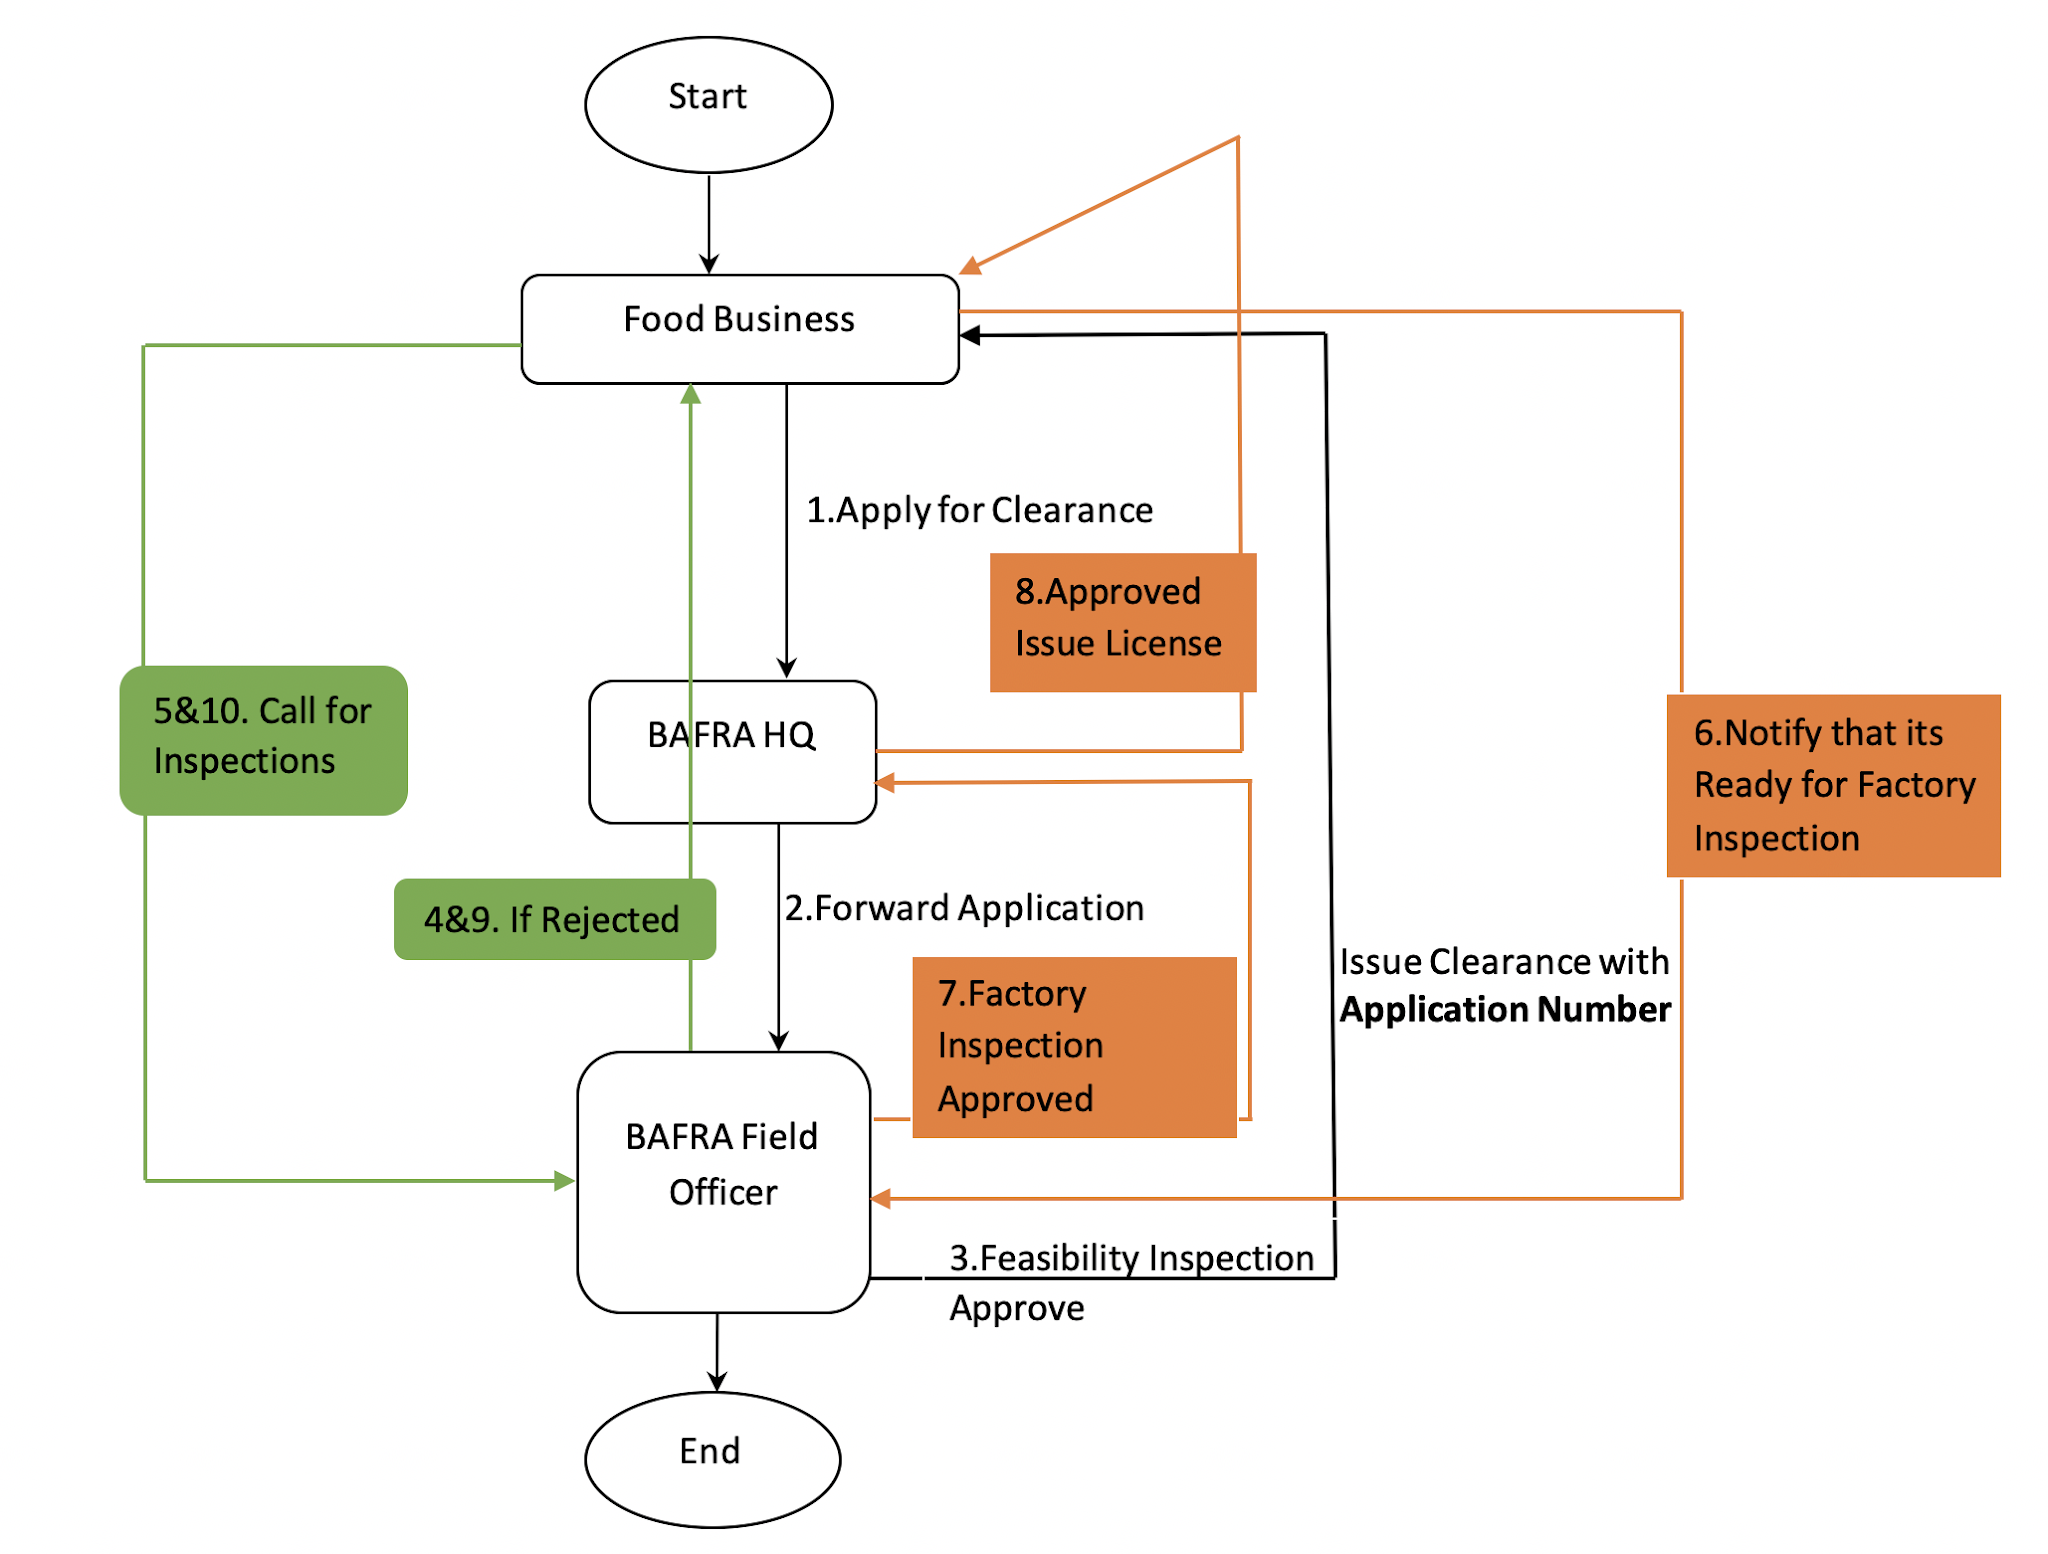 Start
Food Business
1.Apply for Clearance
8.Approved
Issue License
5&10. Call for
Inspections
BAFRA HQ
6.Notify that its
Ready for Factory
Inspection
4&9. If Rejected
2.Forward Application
7.Factory
Inspection
Approved
Issue Clearance with
Application Number
BAFRA Field
Officer
3.Feasibility Inspection
Approve
End